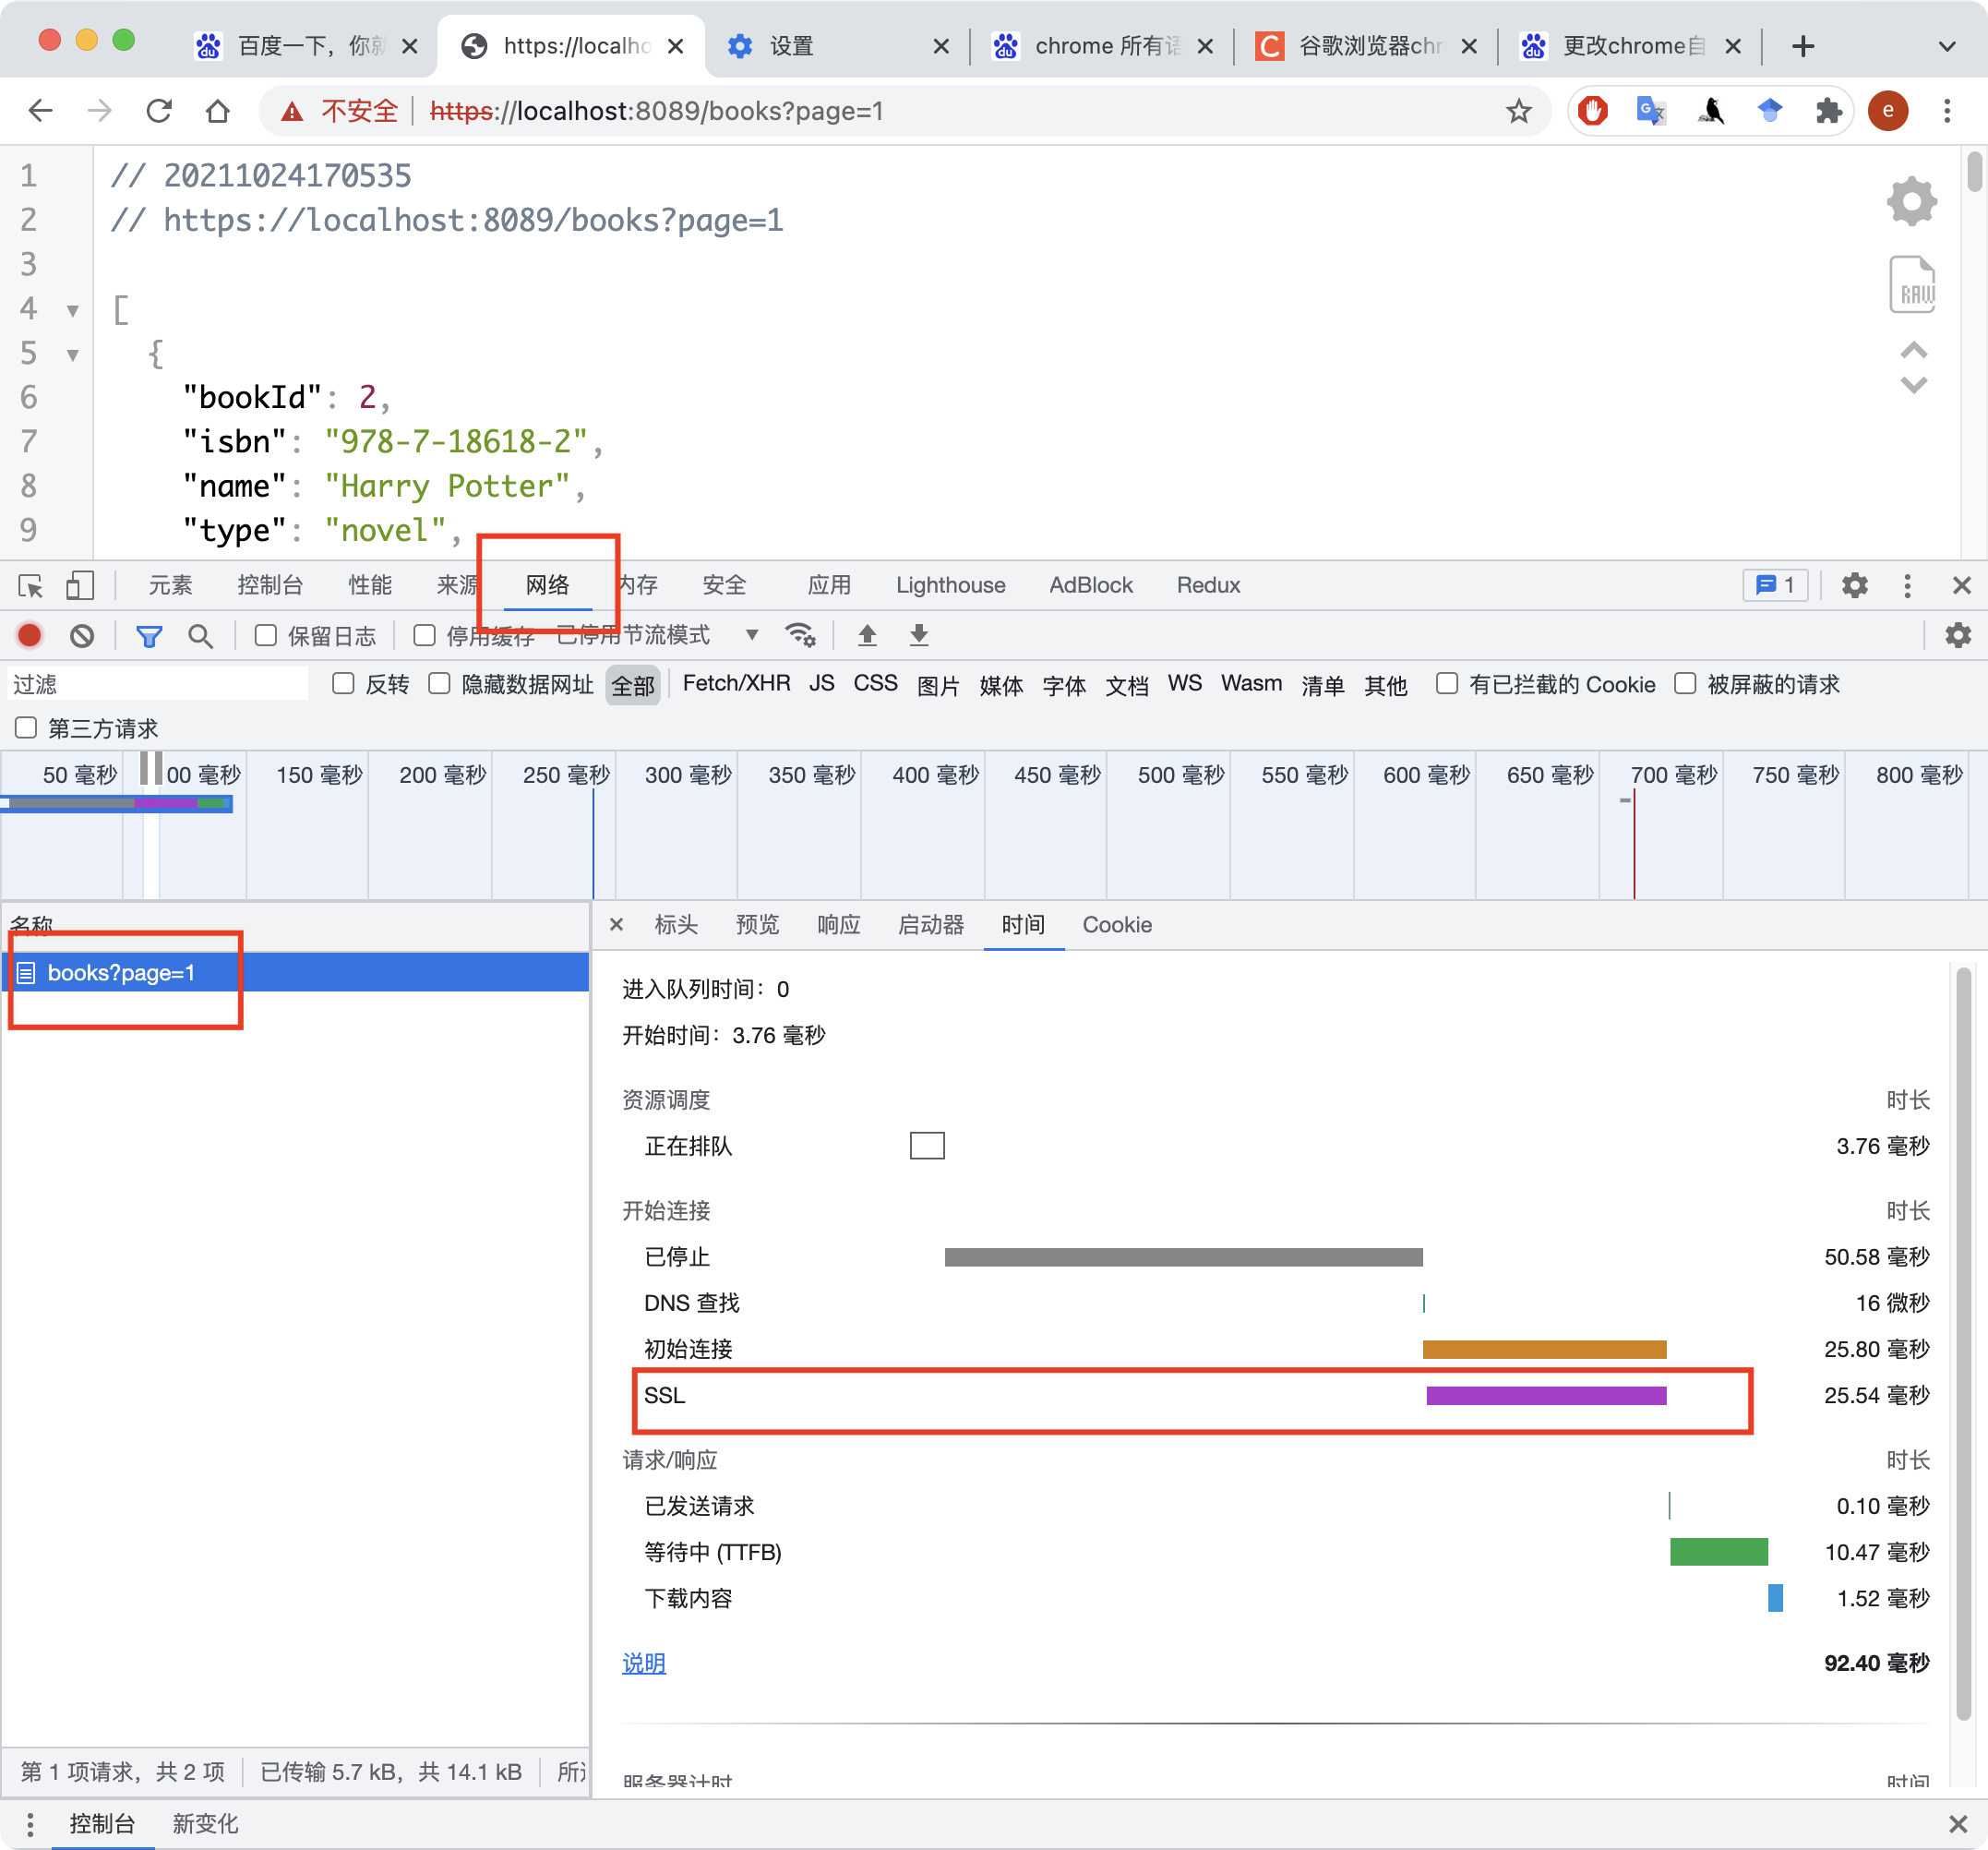 百度一下，你就
https://localho
设置
chrome 所有语
谷歌浏览器chr
更改chrome自
不安全
https://localhost:8089/books?page=1
e
1 // 20211024170535
2 // https://localhost:8089/books?page=1
3
4 [
5 {
6 "bookId": 2,
7 "isbn": "978-7-18618-2",
8 "name": "Harry Potter",
9 "type": "novel",
RAW
元素 控制台 性能 来源 网络 内存 安全 应用 Lighthouse AdBlock Redux 1
保留日志 停用缓存 已停用节流模式
过滤 反转 隐藏数据网址 全部 Fetch/XHR JS CSS 图片 媒体 字体 文档 WS Wasm 清单 其他 有已拦截的 Cookie 被屏蔽的请求
第三方请求
50 毫秒 00 毫秒 150 毫秒 200 毫秒 250 毫秒 300 毫秒 350 毫秒 400 毫秒 450 毫秒 500 毫秒 550 毫秒 600 毫秒 650 毫秒 700 毫秒 750 毫秒 800 毫秒
名称
books?page=1
标头 预览 响应 启动器 时间 Cookie
进入队列时间：0
开始时间：3.76 毫秒
资源调度 时长
正在排队 3.76 毫秒
开始连接 时长
已停止 50.58 毫秒
DNS 查找 16 微秒
初始连接 25.80 毫秒
SSL 25.54 毫秒
请求/响应 时长
已发送请求 0.10 毫秒
等待中 (TTFB) 10.47 毫秒
下载内容 1.52 毫秒
说明 92.40 毫秒
服务器计时 时间
第 1 项请求，共 2 项 已传输 5.7 kB，共 14.1 kB 所
控制台 新变化